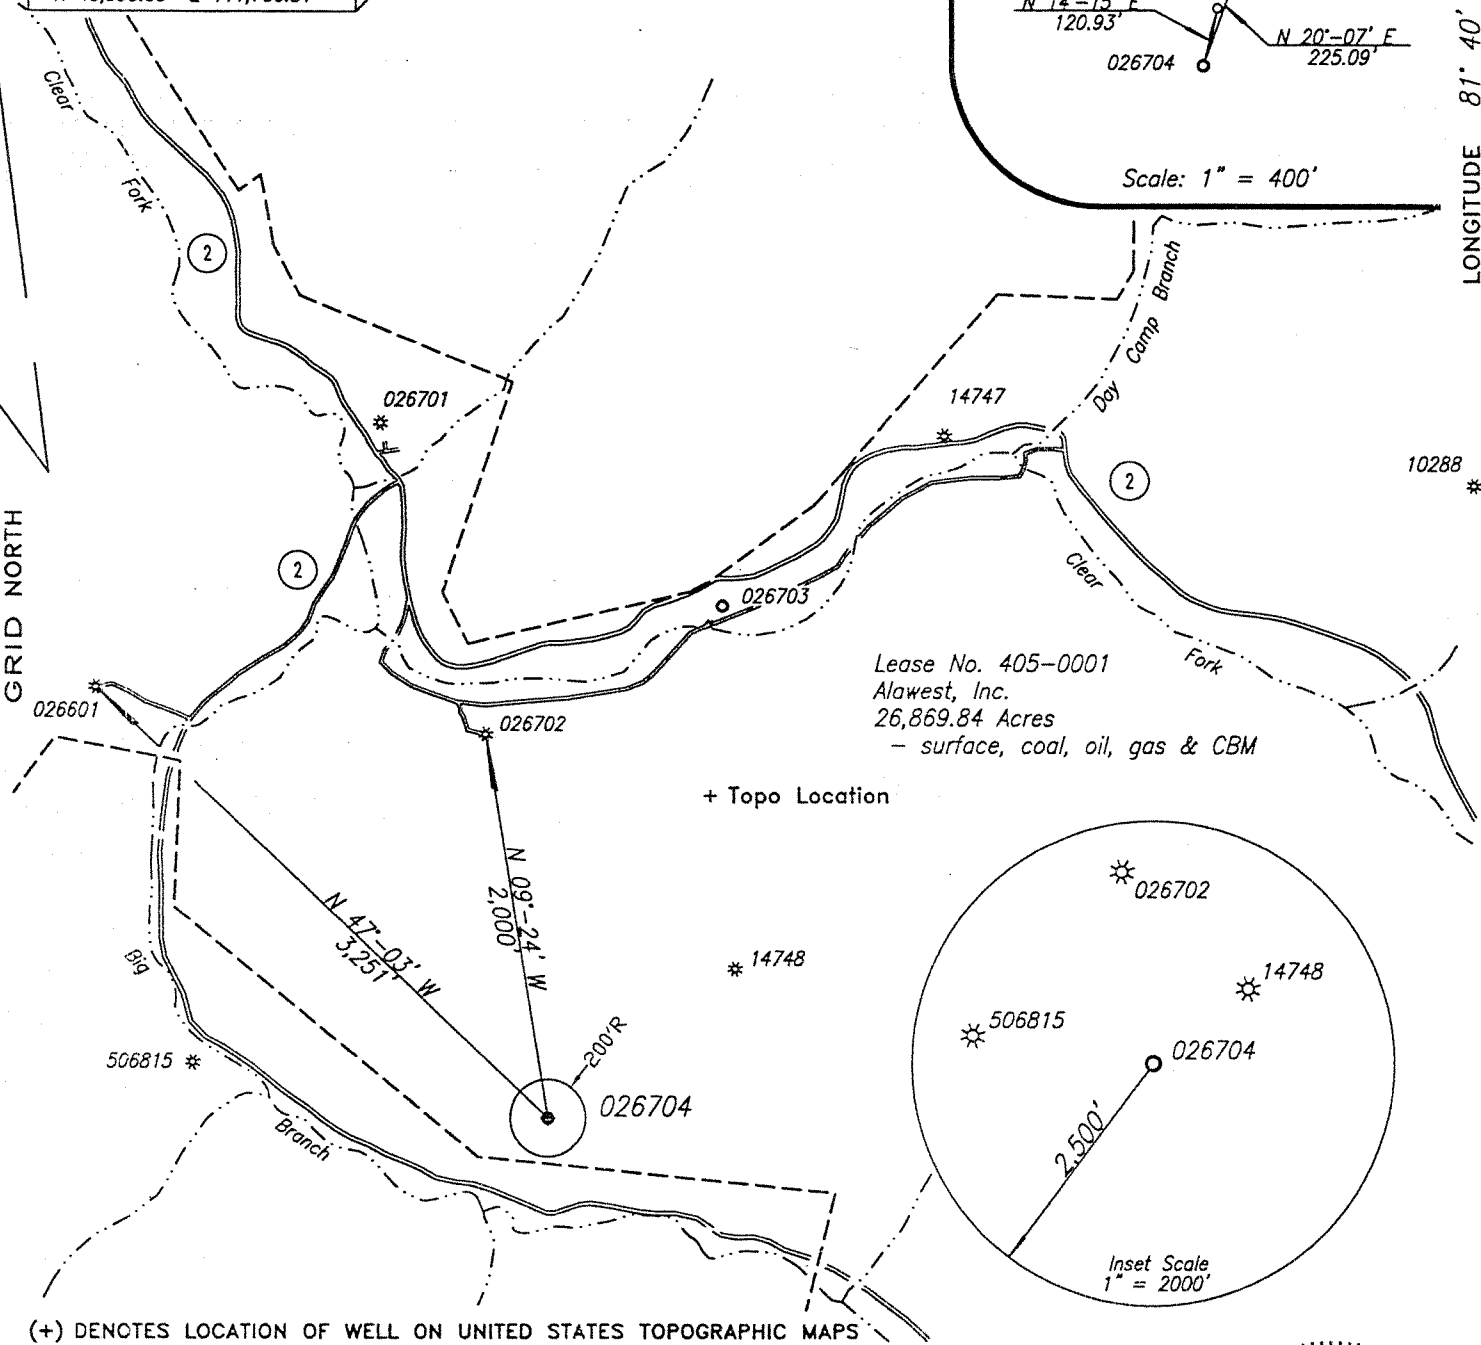 N 14°-15' E
120.93'
N 20°-07' E
225.09'
026704
Scale: 1" = 400'
LONGITUDE 81° 40'
Clear
Fork
2
026701
14747
Day Camp Branch
2
10288
GRID NORTH
2
026703
Clear
Fork
Lease No. 405-0001
Alawest, Inc.
26,869.84 Acres
- surface, coal, oil, gas & CBM
026601
026702
+ Topo Location
N 47°-03' W
3,251'
N 09°-24' W
2,000'
14748
Big
Branch
506815
200'R
026704
026702
14748
506815
026704
2,500'
Inset Scale
1" = 2000'
(+) DENOTES LOCATION OF WELL ON UNITED STATES TOPOGRAPHIC MAPS